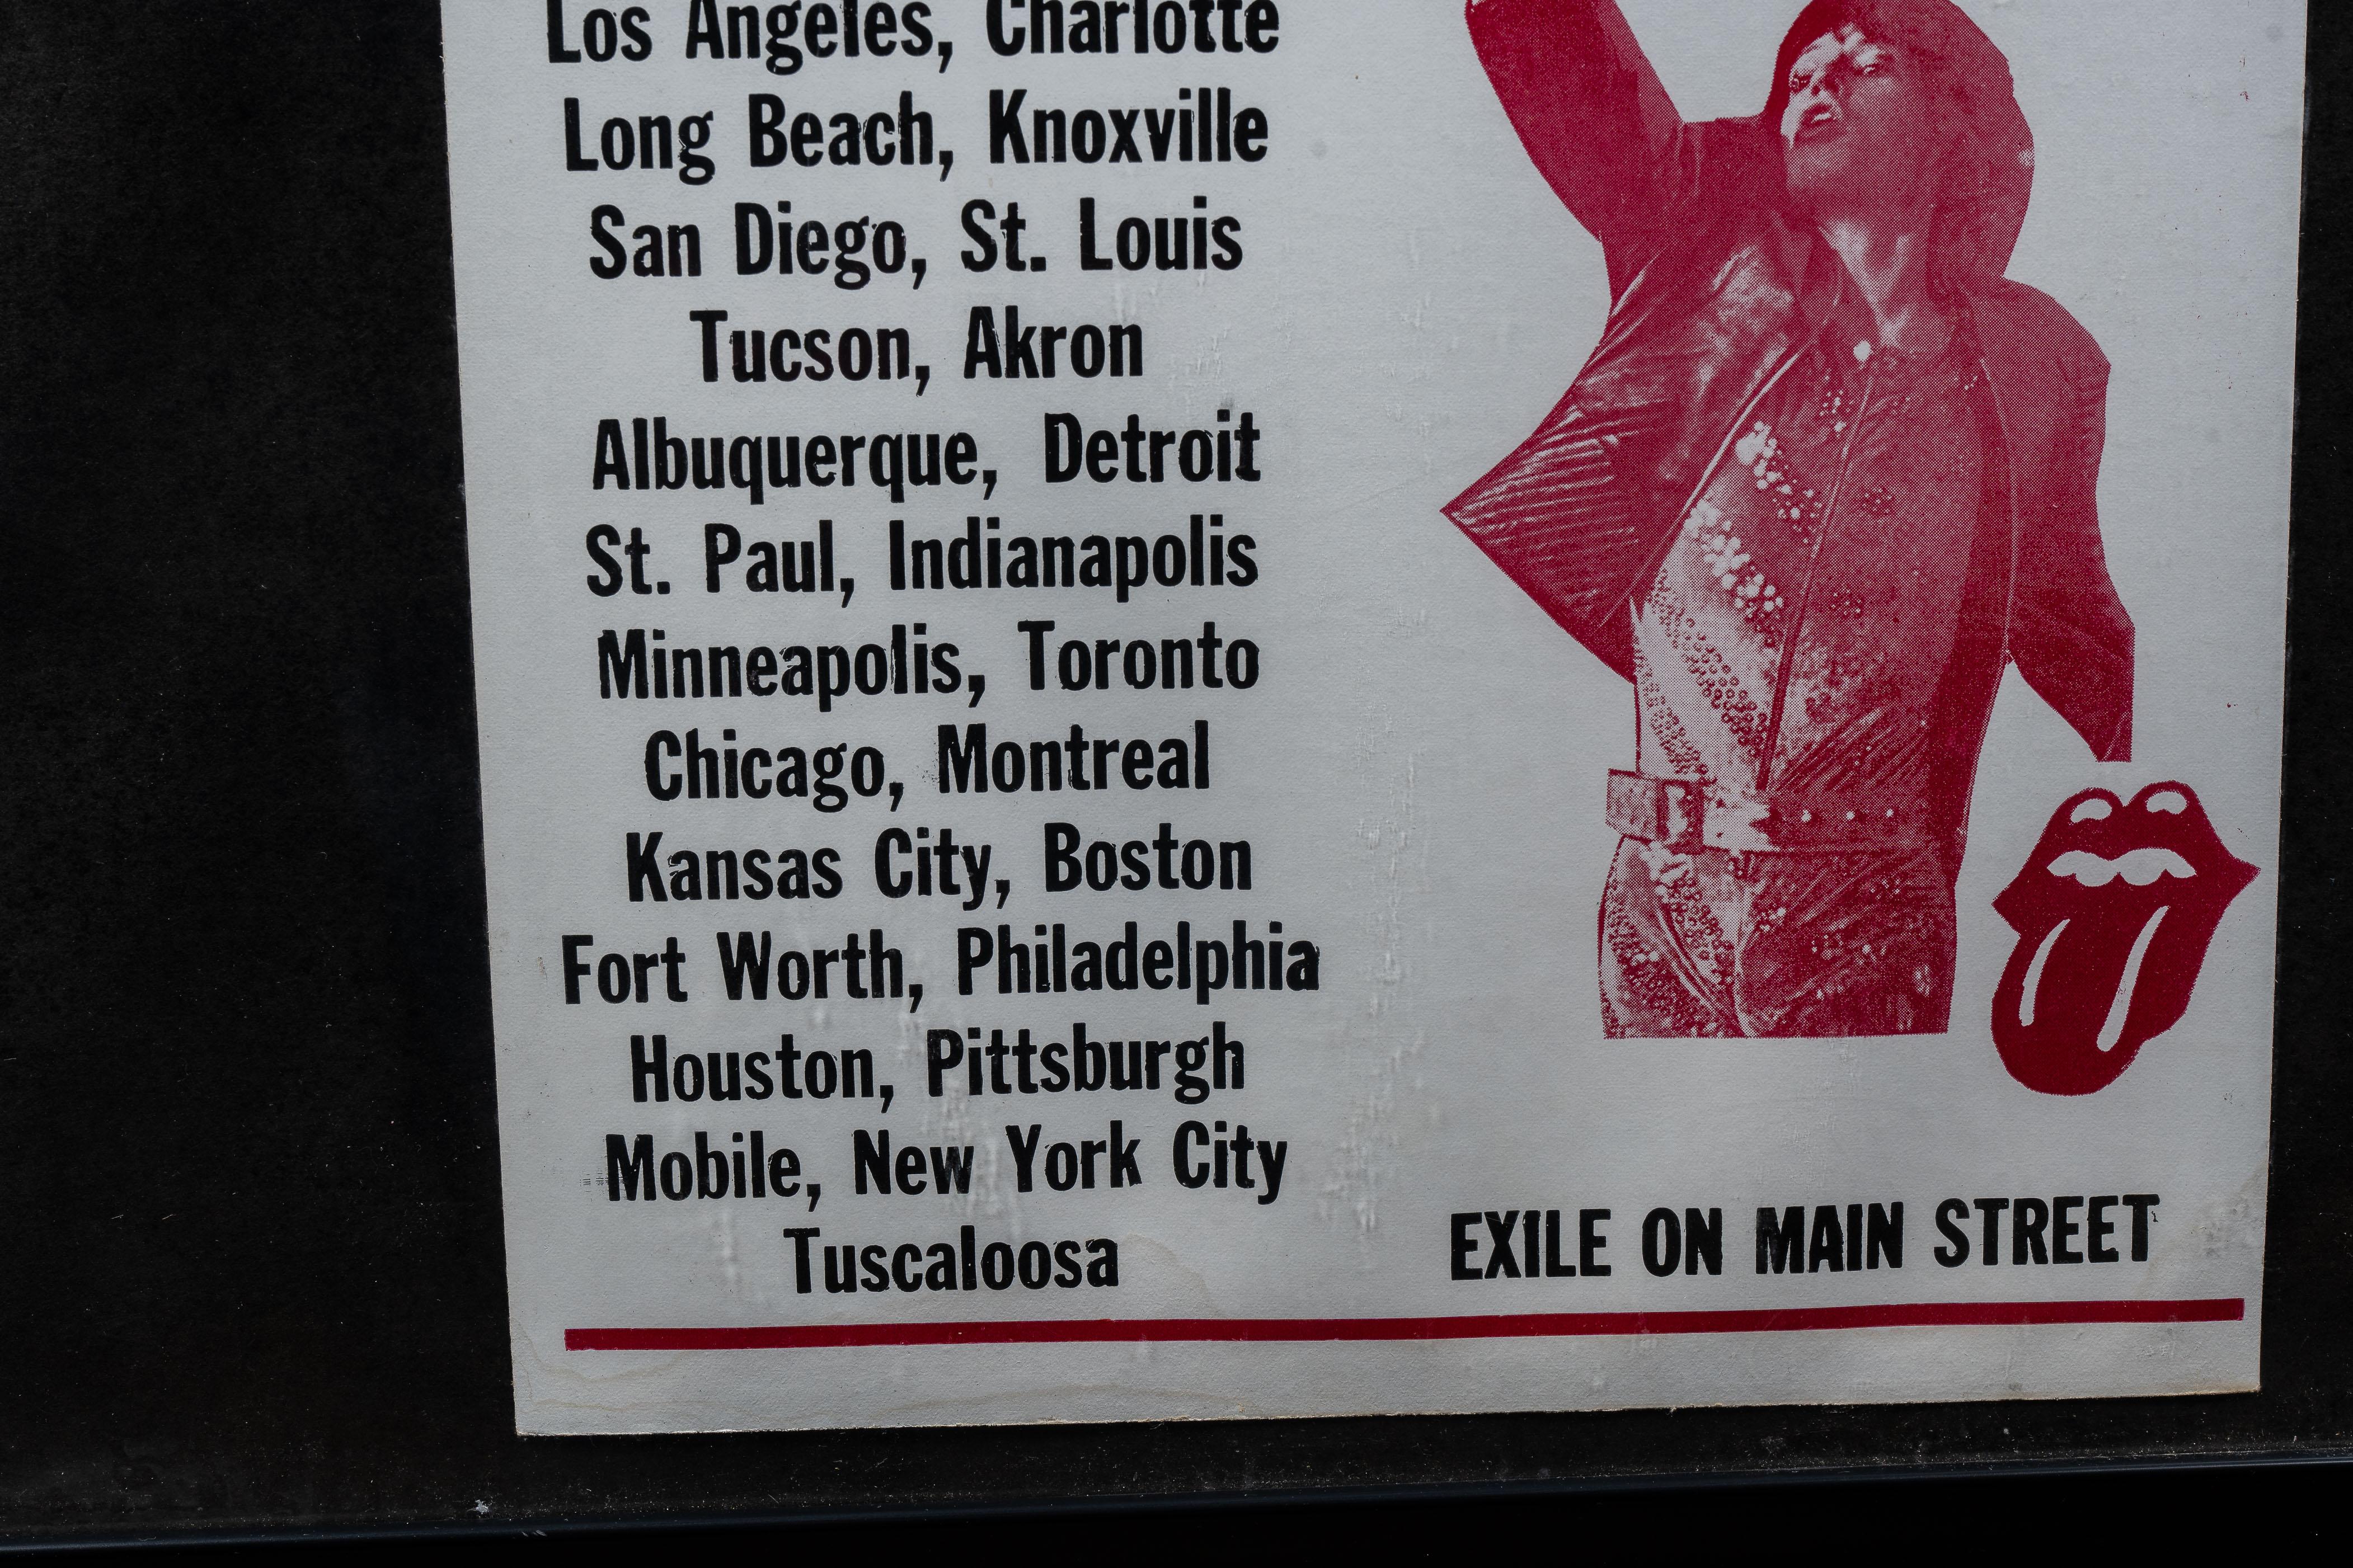 Los Angeles, Charlotte
Long Beach, Knoxville
San Diego, St. Louis
Tucson, Akron
Albuquerque, Detroit
St. Paul, Indianapolis
Minneapolis, Toronto
Chicago, Montreal
Kansas City, Boston
Fort Worth, Philadelphia
Houston, Pittsburgh
Mobile, New York City
Tuscaloosa
EXILE ON MAIN STREET